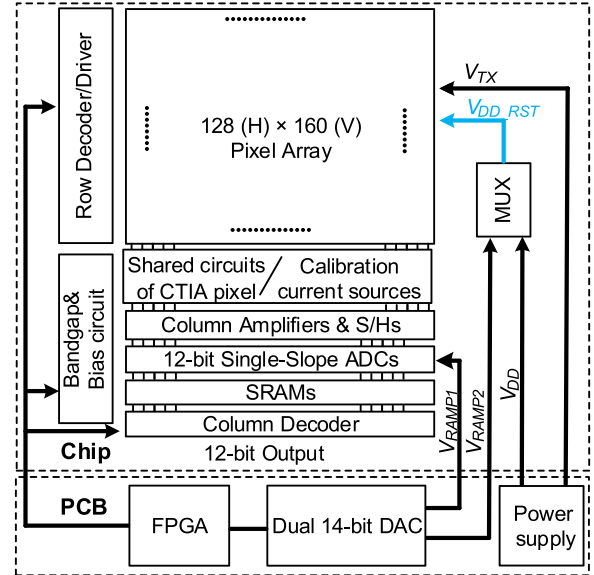 Row Decoder/Driver
128 (H) × 160 (V)
Pixel Array
V_TX
V_DD_RST
MUX
Bandgap&
Bias circuit
Shared circuits
of CTIA pixel
/
Calibration
current sources
Column Amplifiers & S/Hs
12-bit Single-Slope ADCs
SRAMs
Column Decoder
12-bit Output
V_RAMP1
V_RAMP2
V_DD
Chip
PCB
FPGA
Dual 14-bit DAC
Power
supply